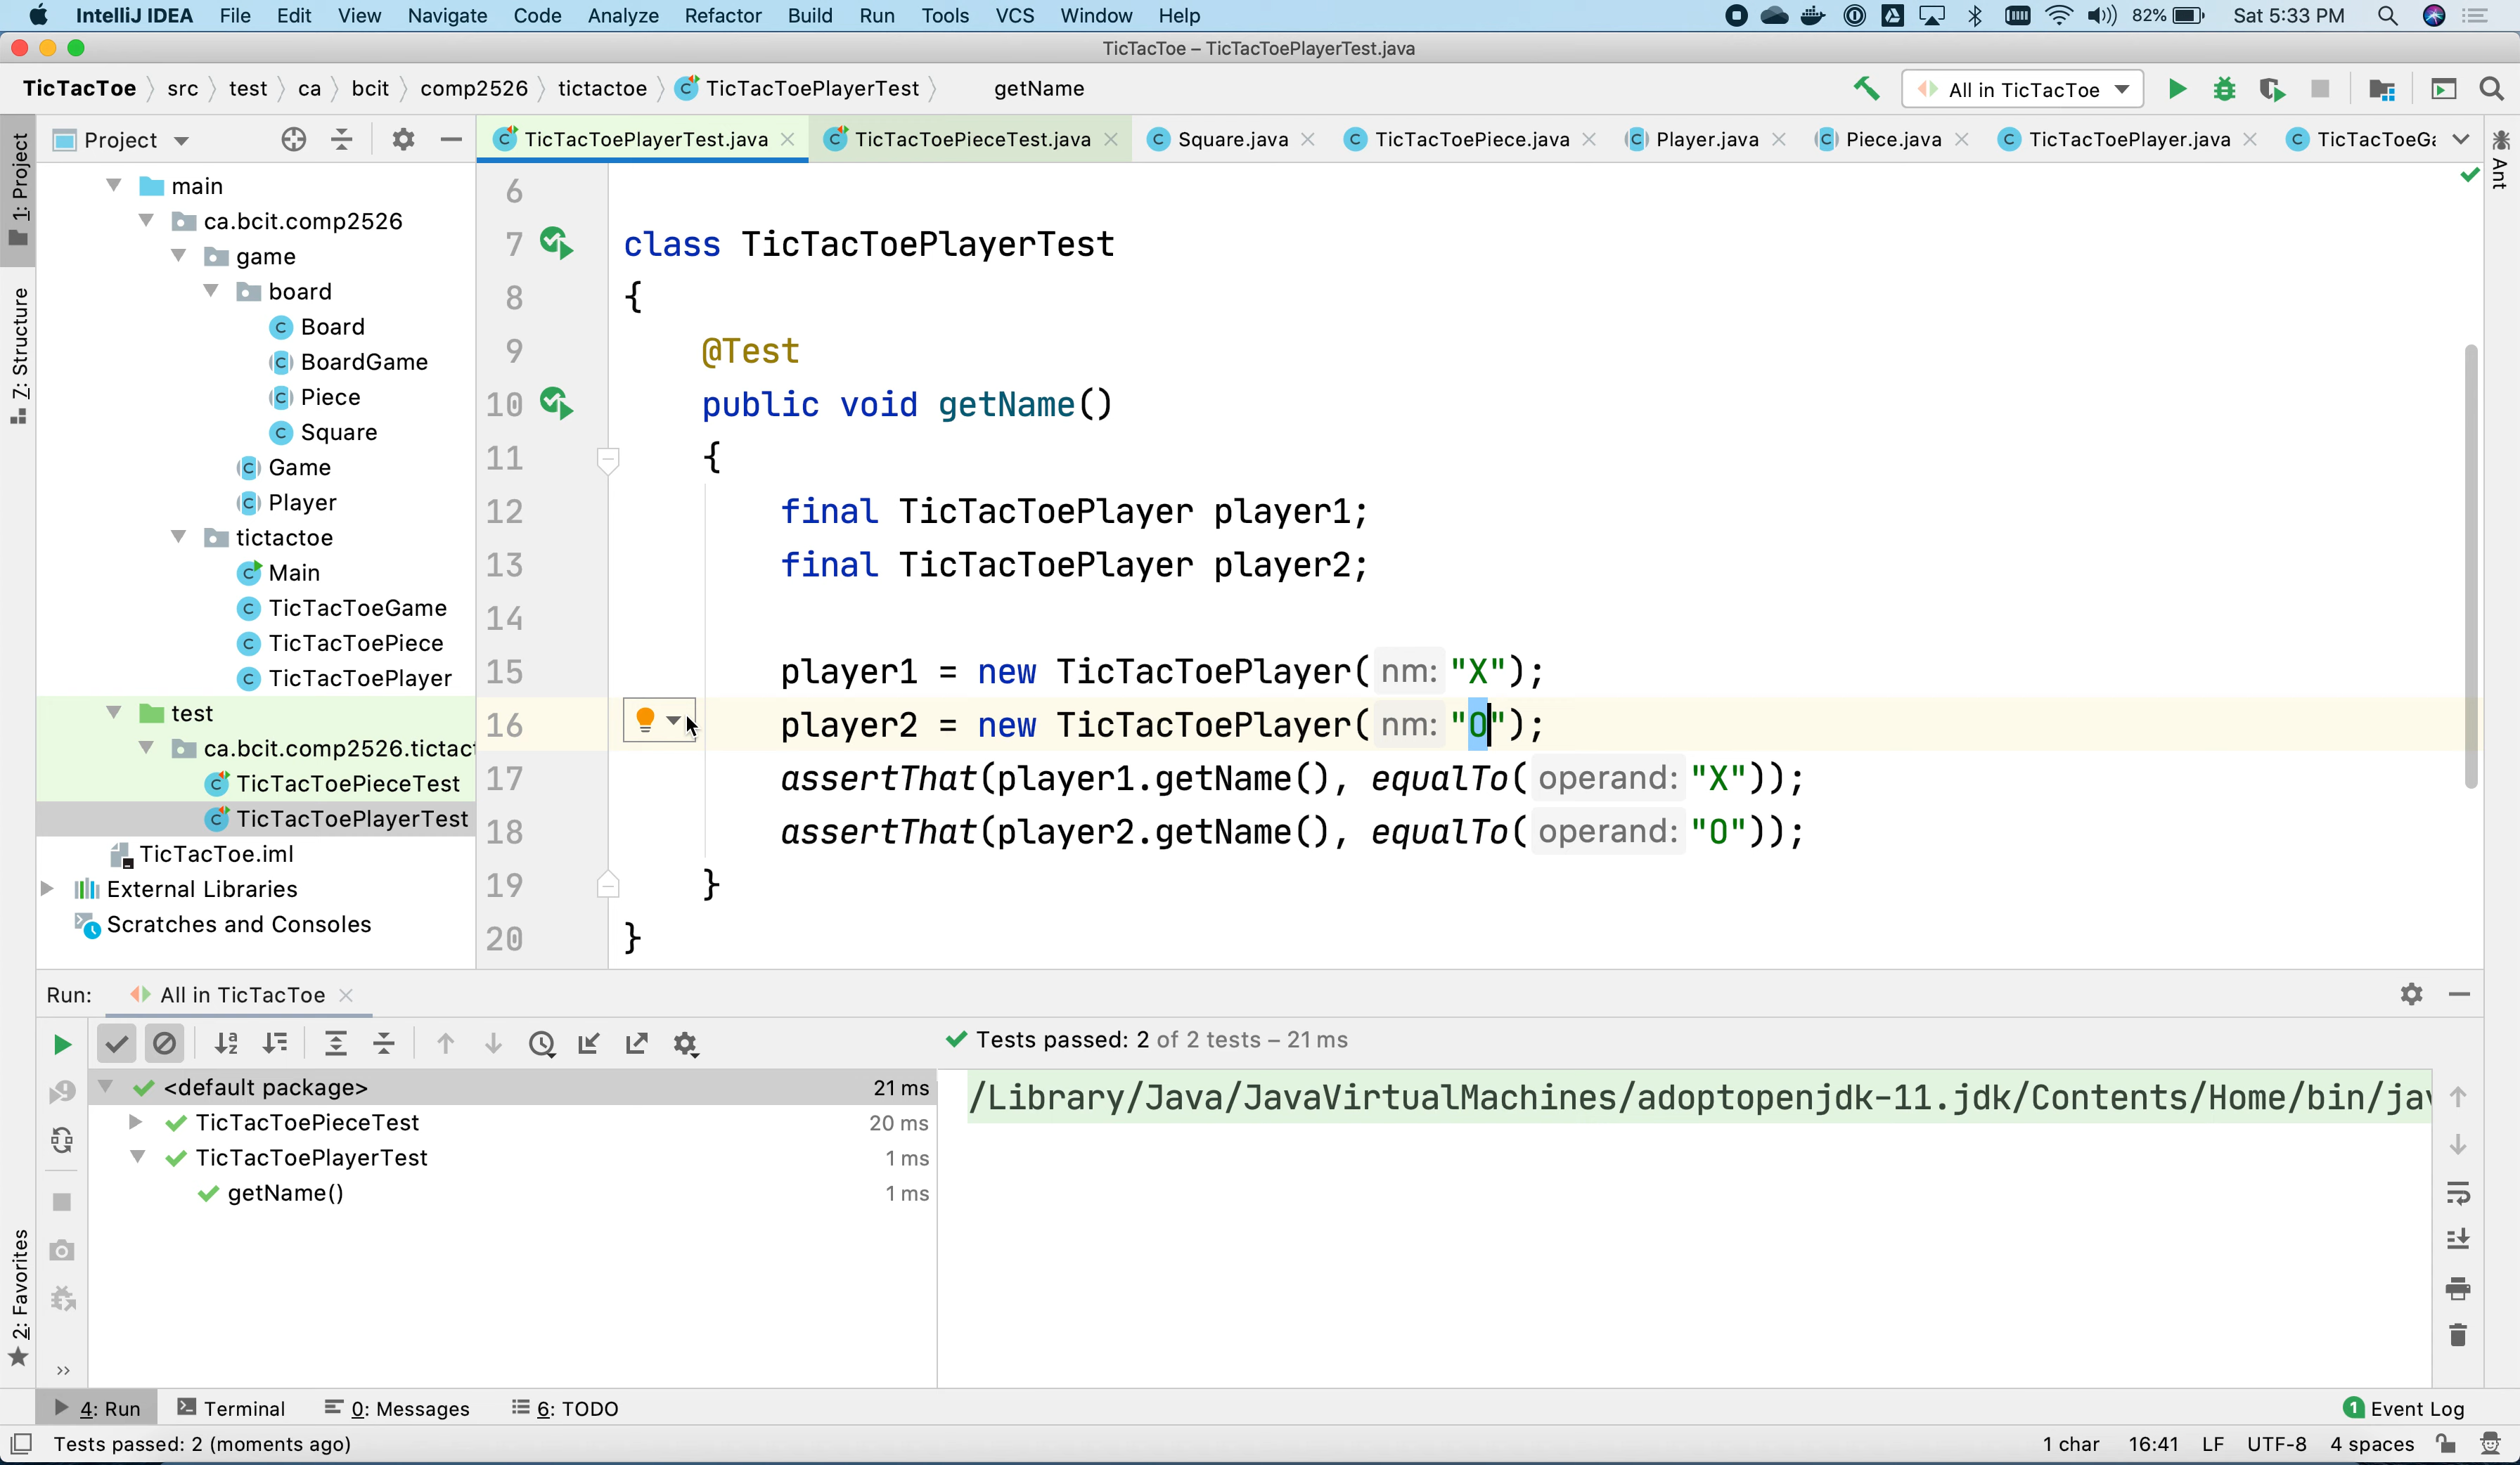 IntelliJ IDEA File Edit View Navigate Code Analyze Refactor Build Run Tools VCS Window Help 82% Sat 5:33 PM
TicTacToe – TicTacToePlayerTest.java
TicTacToe src test ca bcit comp2526 tictactoe TicTacToePlayerTest getName All in TicTacToe
1: Project
Z: Structure
2: Favorites
Ant
Project
TicTacToePlayerTest.java TicTacToePieceTest.java Square.java TicTacToePiece.java Player.java Piece.java TicTacToePlayer.java TicTacToeGa
main
ca.bcit.comp2526
game
board
Board
BoardGame
Piece
Square
Game
Player
tictactoe
Main
TicTacToeGame
TicTacToePiece
TicTacToePlayer
test
ca.bcit.comp2526.tictac
TicTacToePieceTest
TicTacToePlayerTest
TicTacToe.iml
External Libraries
Scratches and Consoles
6
7 class TicTacToePlayerTest
8 {
9 @Test
10 public void getName()
11 {
12 final TicTacToePlayer player1;
13 final TicTacToePlayer player2;
14
15 player1 = new TicTacToePlayer( nm: "X");
16 player2 = new TicTacToePlayer( nm: "O");
17 assertThat(player1.getName(), equalTo( operand: "X"));
18 assertThat(player2.getName(), equalTo( operand: "O"));
19 }
20 }
Run: All in TicTacToe
Tests passed: 2 of 2 tests – 21 ms
<default package> 21 ms
TicTacToePieceTest 20 ms
TicTacToePlayerTest 1 ms
getName() 1 ms
/Library/Java/JavaVirtualMachines/adoptopenjdk-11.jdk/Contents/Home/bin/jav
4: Run Terminal 0: Messages 6: TODO 1 Event Log
Tests passed: 2 (moments ago) 1 char 16:41 LF UTF-8 4 spaces